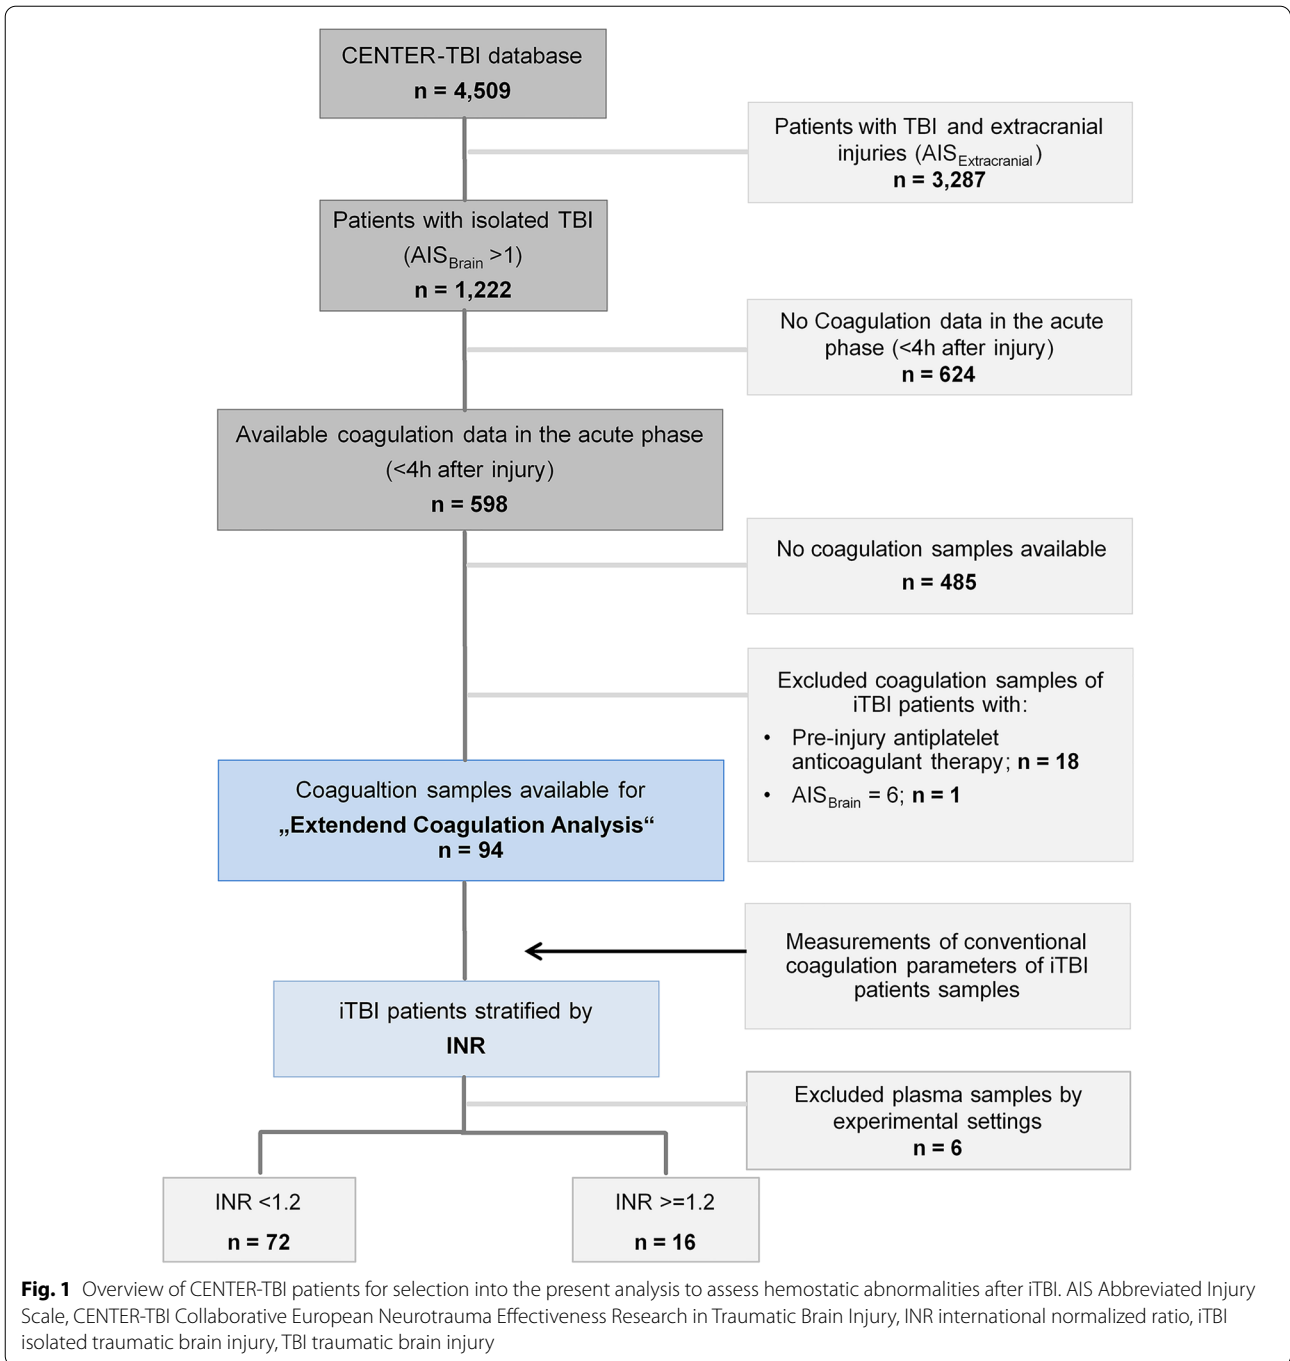 CENTER-TBI database
n = 4,509
Patients with TBI and extracranial
injuries (AISExtracranial)
n = 3,287
Patients with isolated TBI
(AISBrain >1)
n = 1,222
No Coagulation data in the acute
phase (<4h after injury)
n = 624
Available coagulation data in the acute phase
(<4h after injury)
n = 598
No coagulation samples available
n = 485
Excluded coagulation samples of
iTBI patients with:
• Pre-injury antiplatelet
anticoagulant therapy; n = 18
• AISBrain = 6; n = 1
Coagualtion samples available for
„Extendend Coagulation Analysis“
n = 94
Measurements of conventional
coagulation parameters of iTBI
patients samples
iTBI patients stratified by
INR
Excluded plasma samples by
experimental settings
n = 6
INR <1.2
n = 72
INR >=1.2
n = 16
Fig. 1 Overview of CENTER-TBI patients for selection into the present analysis to assess hemostatic abnormalities after iTBI. AIS Abbreviated Injury
Scale, CENTER-TBI Collaborative European Neurotrauma Effectiveness Research in Traumatic Brain Injury, INR international normalized ratio, iTBI
isolated traumatic brain injury, TBI traumatic brain injury